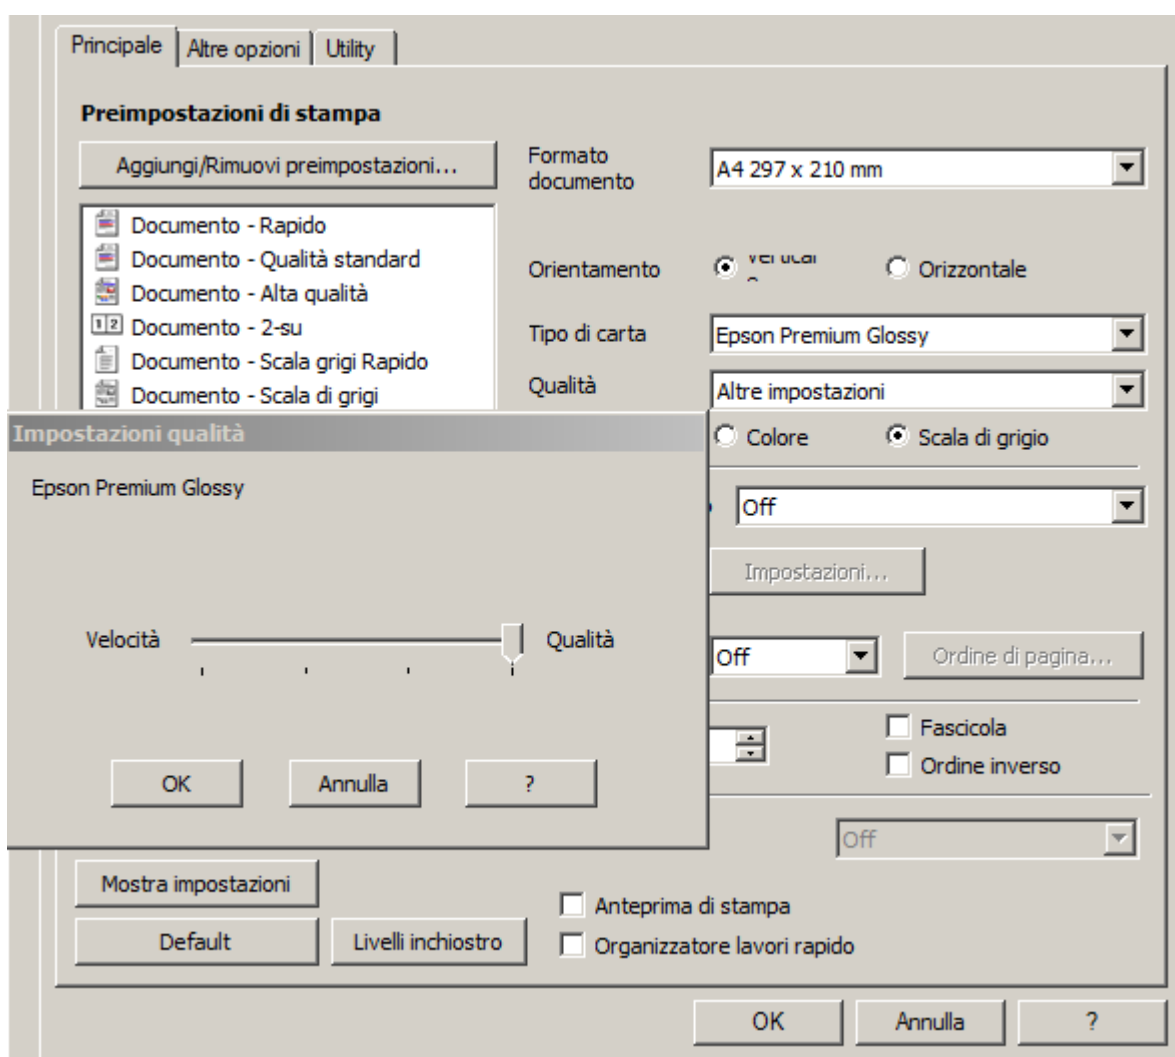 Principale
Altre opzioni
Utility
Preimpostazioni di stampa
Aggiungi/Rimuovi preimpostazioni...
Formato
documento
A4 297 x 210 mm
Documento - Rapido
Documento - Qualità standard
Documento - Alta qualità
1 2 Documento - 2-su
Documento - Scala grigi Rapido
Documento - Scala di grigi
Orientamento
Orizzontale
Tipo di carta
Epson Premium Glossy
Qualità
Altre impostazioni
Colore
Scala di grigio
Off
Impostazioni...
Off
Ordine di pagina...
Fascicola
Ordine inverso
Off
Impostazioni qualità
Epson Premium Glossy
Velocità
Qualità
OK
Annulla
?
Mostra impostazioni
Default
Livelli inchiostro
Anteprima di stampa
Organizzatore lavori rapido
OK
Annulla
?